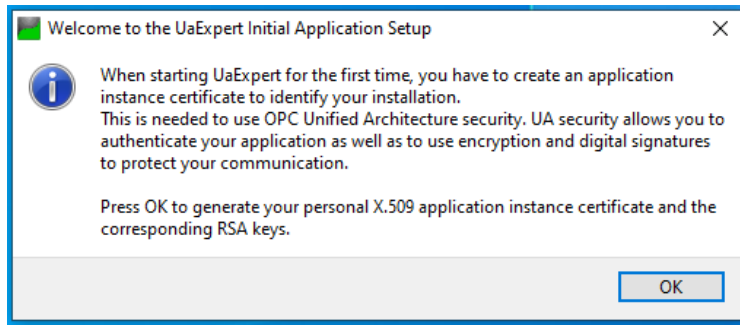 Welcome to the UaExpert Initial Application Setup
When starting UaExpert for the first time, you have to create an application
instance certificate to identify your installation.
This is needed to use OPC Unified Architecture security. UA security allows you to
authenticate your application as well as to use encryption and digital signatures
to protect your communication.
Press OK to generate your personal X.509 application instance certificate and the
corresponding RSA keys.
OK